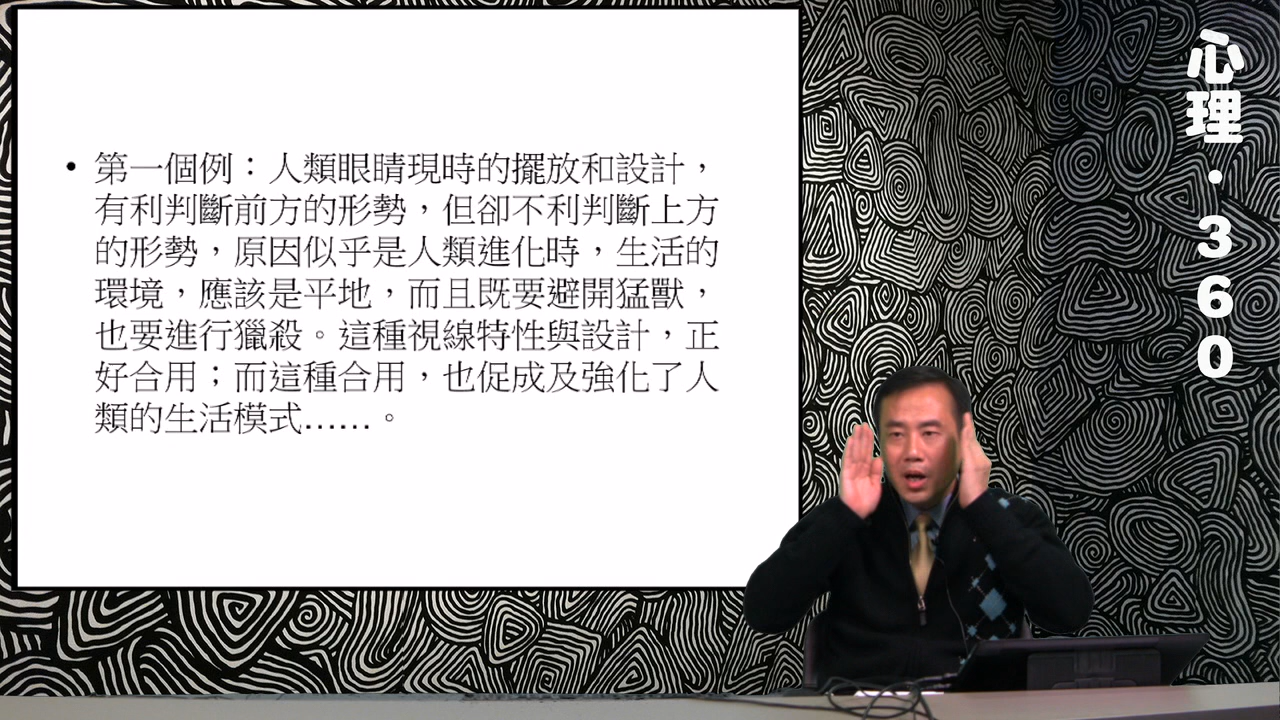 • 第一個例：人類眼睛現時的擺放和設計，
有利判斷前方的形勢，但卻不利判斷上方
的形勢，原因似乎是人類進化時，生活的
環境，應該是平地，而且既要避開猛獸，
也要進行獵殺。這種視線特性與設計，正
好合用；而這種合用，也促成及強化了人
類的生活模式……。
心理·360